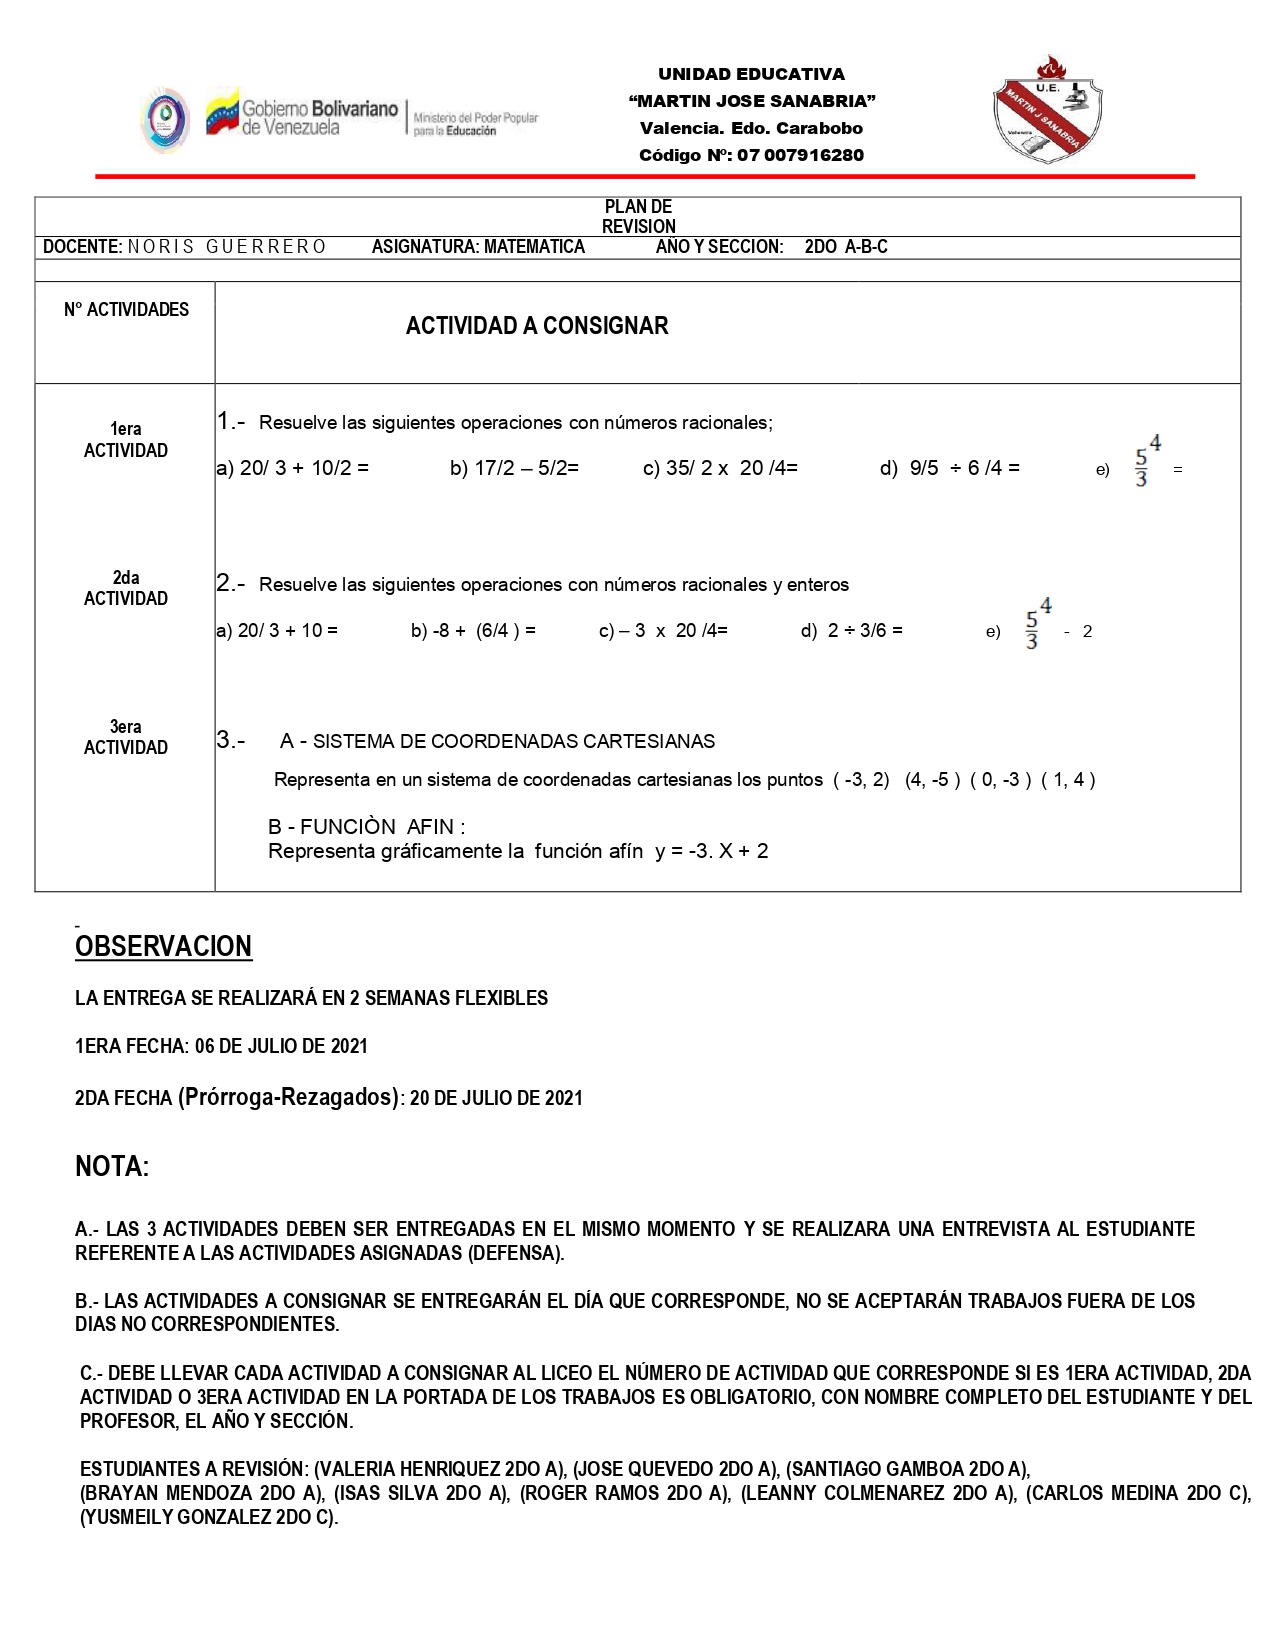 Gobierno Bolivariano de Venezuela
Ministerio del Poder Popular para la Educación
UNIDAD EDUCATIVA
“MARTIN JOSE SANABRIA”
Valencia. Edo. Carabobo
Código Nº: 07 007916280
U.E.
MARTIN J SANABRIA
Valencia
PLAN DE
REVISION
DOCENTE: NORIS GUERRERO ASIGNATURA: MATEMATICA AÑO Y SECCION: 2DO A-B-C
N° ACTIVIDADES
ACTIVIDAD A CONSIGNAR
1era
ACTIVIDAD
1.- Resuelve las siguientes operaciones con números racionales;
a) 20/ 3 + 10/2 = b) 17/2 – 5/2= c) 35/ 2 x 20 /4= d) 9/5 ÷ 6 /4 = e) 5/3 ⁴ =
2da
ACTIVIDAD
2.- Resuelve las siguientes operaciones con números racionales y enteros
a) 20/ 3 + 10 = b) -8 + (6/4 ) = c) – 3 x 20 /4= d) 2 ÷ 3/6 = e) 5/3 ⁴ - 2
3era
ACTIVIDAD
3.- A - SISTEMA DE COORDENADAS CARTESIANAS
Representa en un sistema de coordenadas cartesianas los puntos ( -3, 2) (4, -5 ) ( 0, -3 ) ( 1, 4 )
B - FUNCIÒN AFIN :
Representa gráficamente la función afín y = -3. X + 2
-
OBSERVACION
LA ENTREGA SE REALIZARÁ EN 2 SEMANAS FLEXIBLES
1ERA FECHA: 06 DE JULIO DE 2021
2DA FECHA (Prórroga-Rezagados): 20 DE JULIO DE 2021
NOTA:
A.- LAS 3 ACTIVIDADES DEBEN SER ENTREGADAS EN EL MISMO MOMENTO Y SE REALIZARA UNA ENTREVISTA AL ESTUDIANTE
REFERENTE A LAS ACTIVIDADES ASIGNADAS (DEFENSA).
B.- LAS ACTIVIDADES A CONSIGNAR SE ENTREGARÁN EL DÍA QUE CORRESPONDE, NO SE ACEPTARÁN TRABAJOS FUERA DE LOS
DIAS NO CORRESPONDIENTES.
C.- DEBE LLEVAR CADA ACTIVIDAD A CONSIGNAR AL LICEO EL NÚMERO DE ACTIVIDAD QUE CORRESPONDE SI ES 1ERA ACTIVIDAD, 2DA
ACTIVIDAD O 3ERA ACTIVIDAD EN LA PORTADA DE LOS TRABAJOS ES OBLIGATORIO, CON NOMBRE COMPLETO DEL ESTUDIANTE Y DEL
PROFESOR, EL AÑO Y SECCIÓN.
ESTUDIANTES A REVISIÓN: (VALERIA HENRIQUEZ 2DO A), (JOSE QUEVEDO 2DO A), (SANTIAGO GAMBOA 2DO A),
(BRAYAN MENDOZA 2DO A), (ISAS SILVA 2DO A), (ROGER RAMOS 2DO A), (LEANNY COLMENAREZ 2DO A), (CARLOS MEDINA 2DO C),
(YUSMEILY GONZALEZ 2DO C).